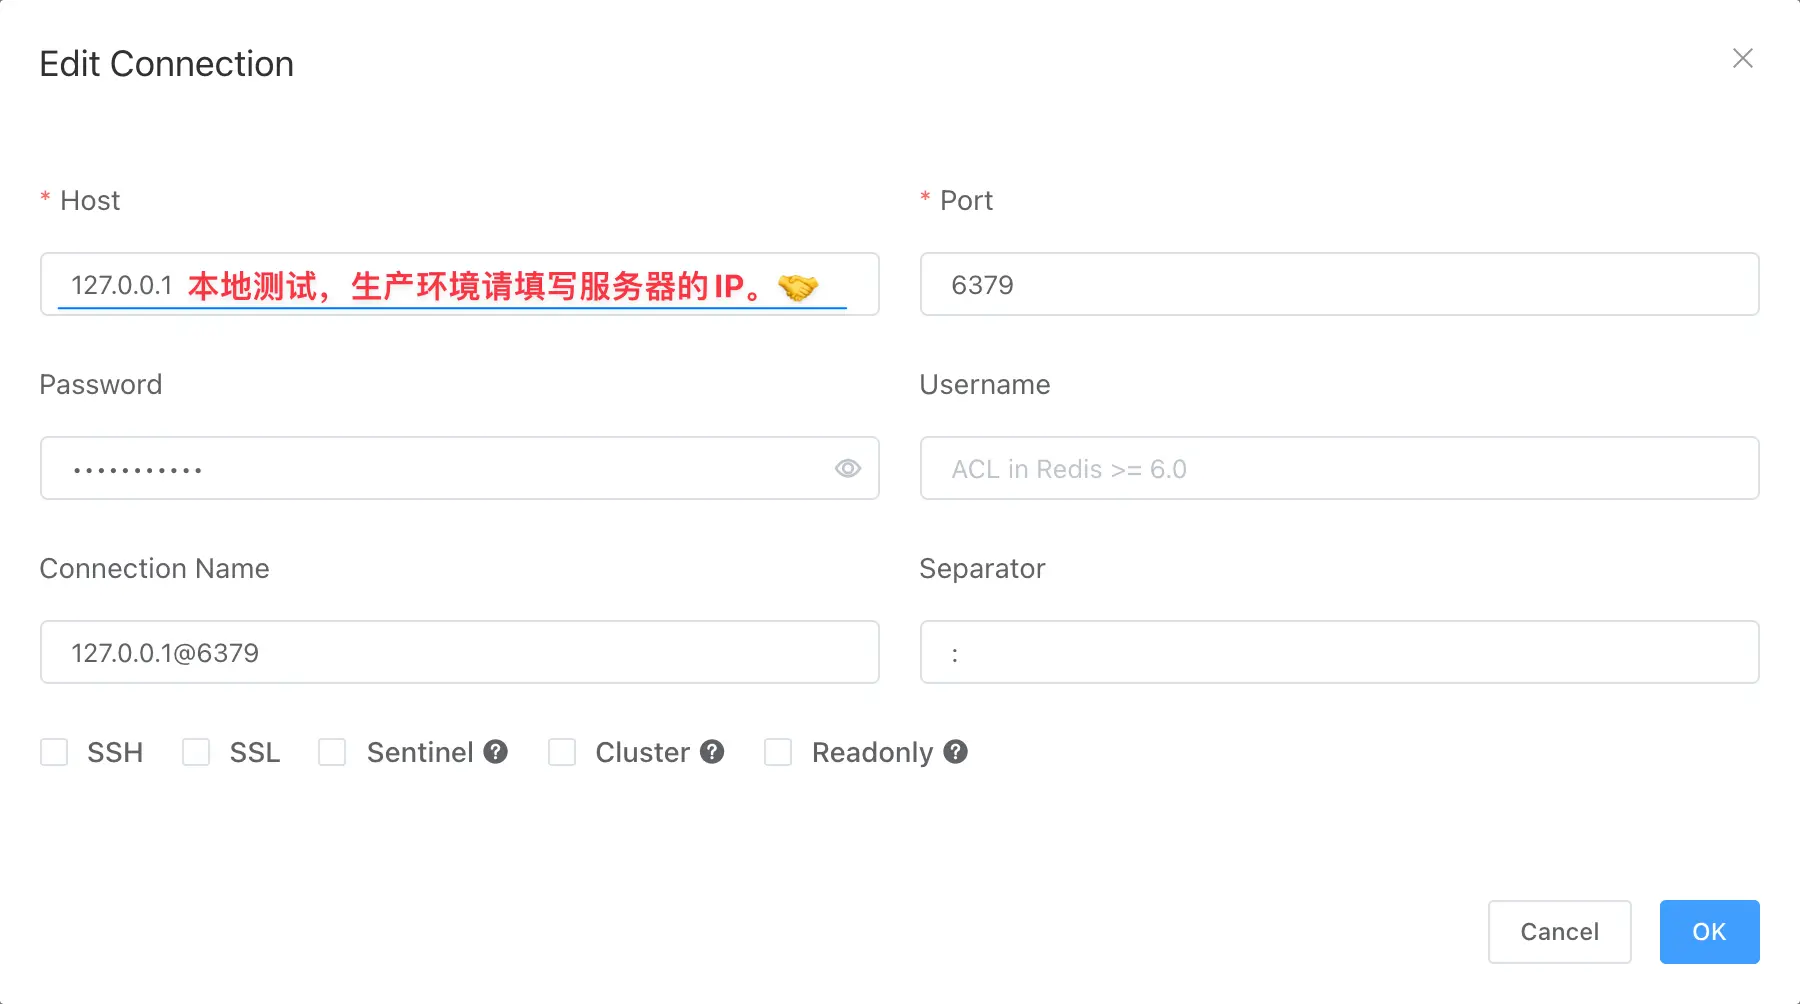 Edit Connection
* Host
* Port
127.0.0.1 本地测试，生产环境请填写服务器的IP。🤝
6379
Password
Username
•••••••••••
ACL in Redis >= 6.0
Connection Name
Separator
127.0.0.1@6379
:
SSH SSL Sentinel ? Cluster ? Readonly ?
Cancel OK